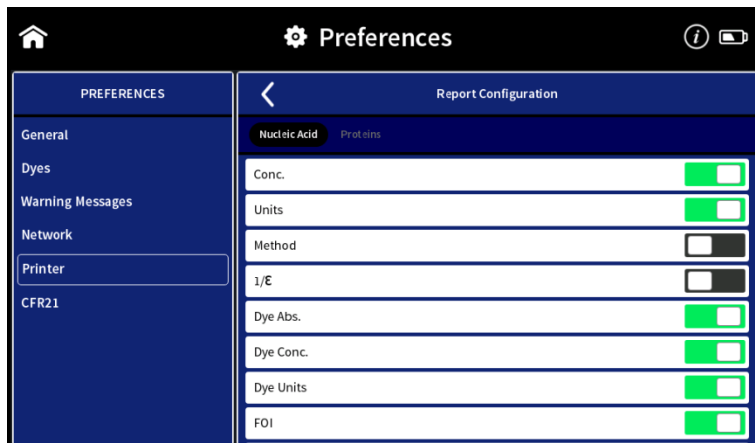 Preferences
PREFERENCES
Report Configuration
General
Dyes
Warning Messages
Network
Printer
CFR21
Nucleic Acid Proteins
Conc.
Units
Method
1/Ɛ
Dye Abs.
Dye Conc.
Dye Units
FOI